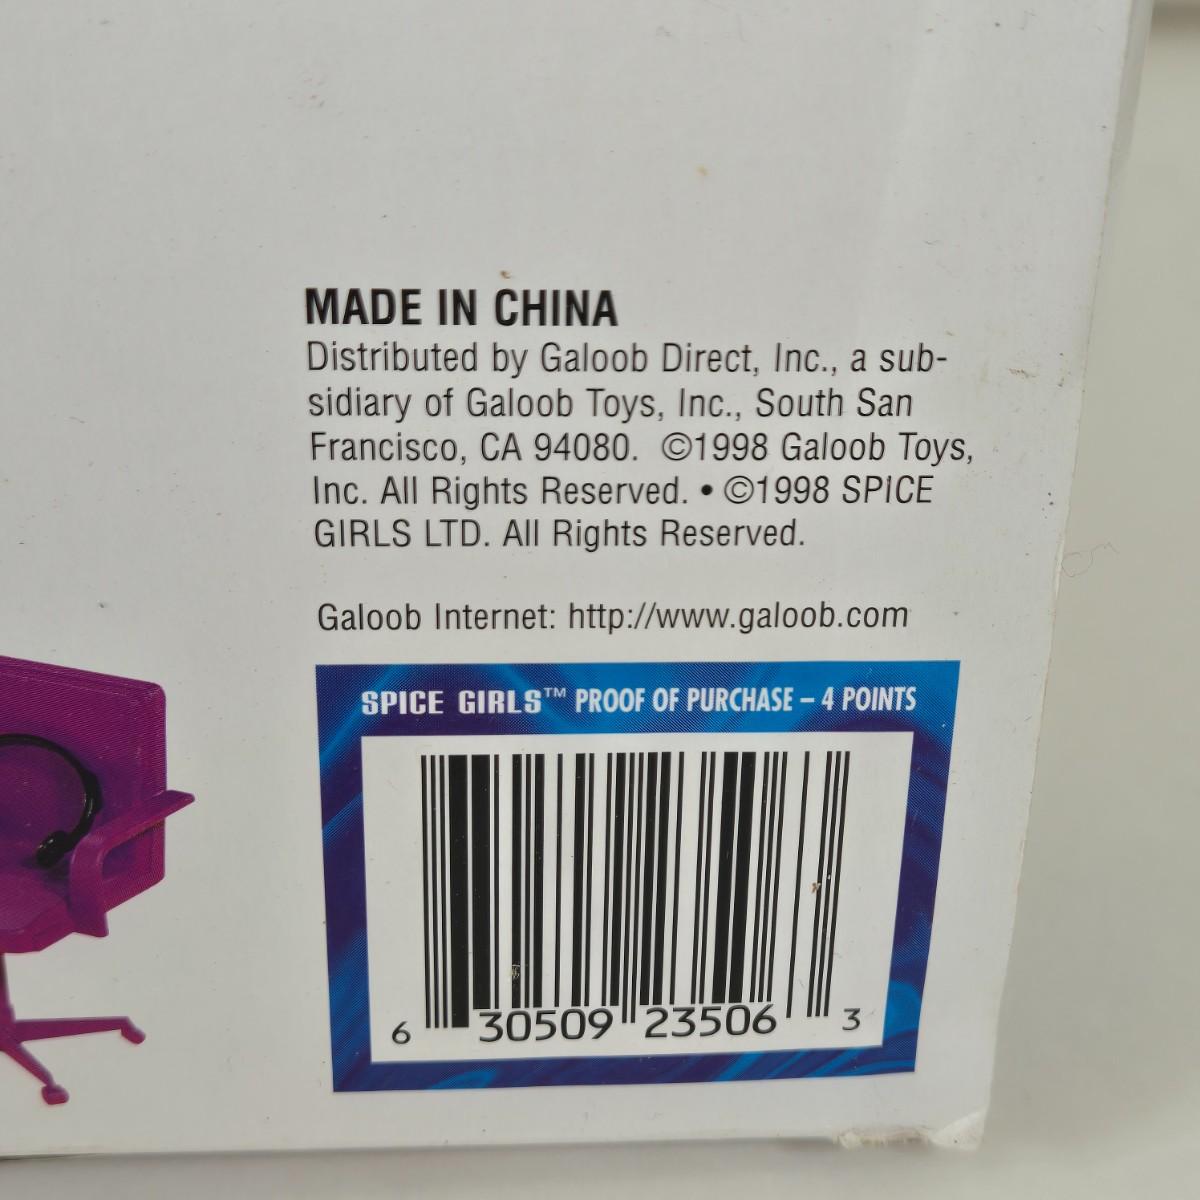 MADE IN CHINA
Distributed by Galoob Direct, Inc., a sub-
sidiary of Galoob Toys, Inc., South San
Francisco, CA 94080. ©1998 Galoob Toys,
Inc. All Rights Reserved. • ©1998 SPICE
GIRLS LTD. All Rights Reserved.
Galoob Internet: http://www.galoob.com
SPICE GIRLS™ PROOF OF PURCHASE – 4 POINTS
6 30509 23506 3